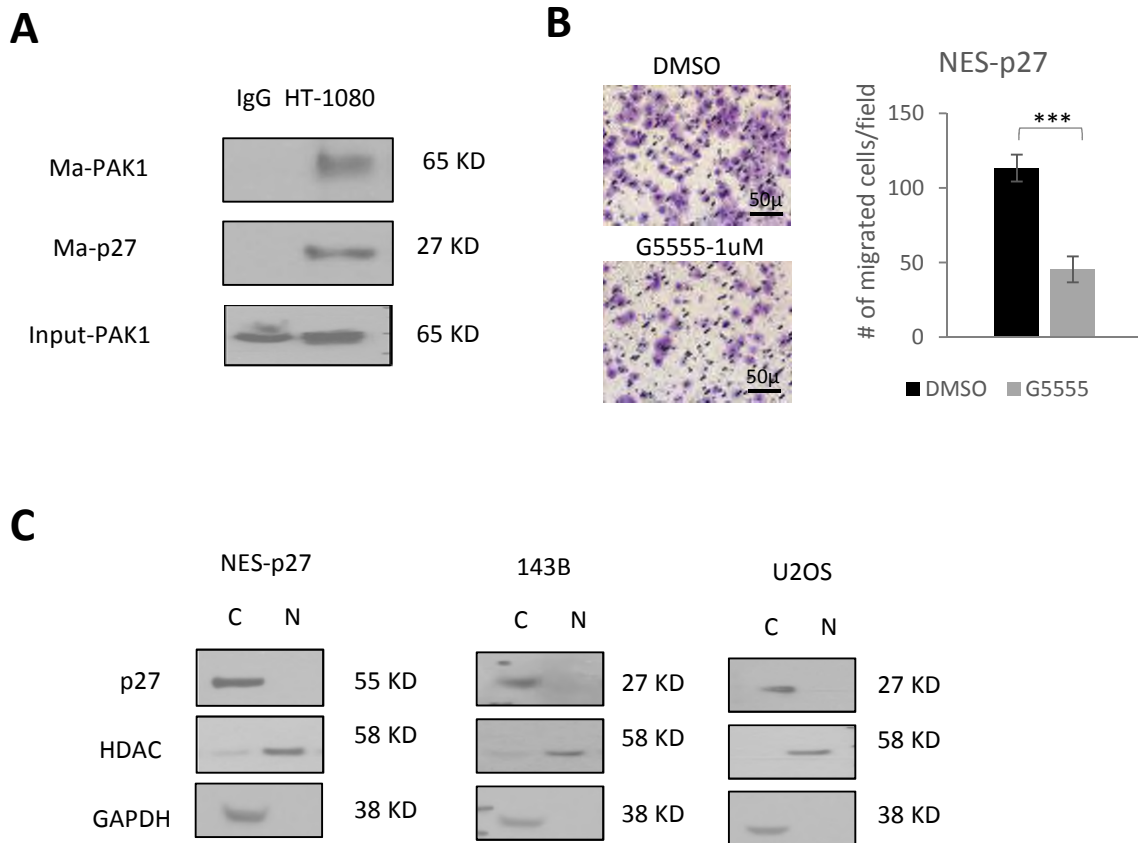 A
IgG HT-1080
Ma-PAK1 65 KD
Ma-p27 27 KD
Input-PAK1 65 KD
B
DMSO
50µ
G5555-1uM
50µ
NES-p27
# of migrated cells/field
150
100
50
0
***
DMSO G5555
C
NES-p27 143B U2OS
C N C N C N
p27 55 KD 27 KD 27 KD
HDAC 58 KD 58 KD 58 KD
GAPDH 38 KD 38 KD 38 KD